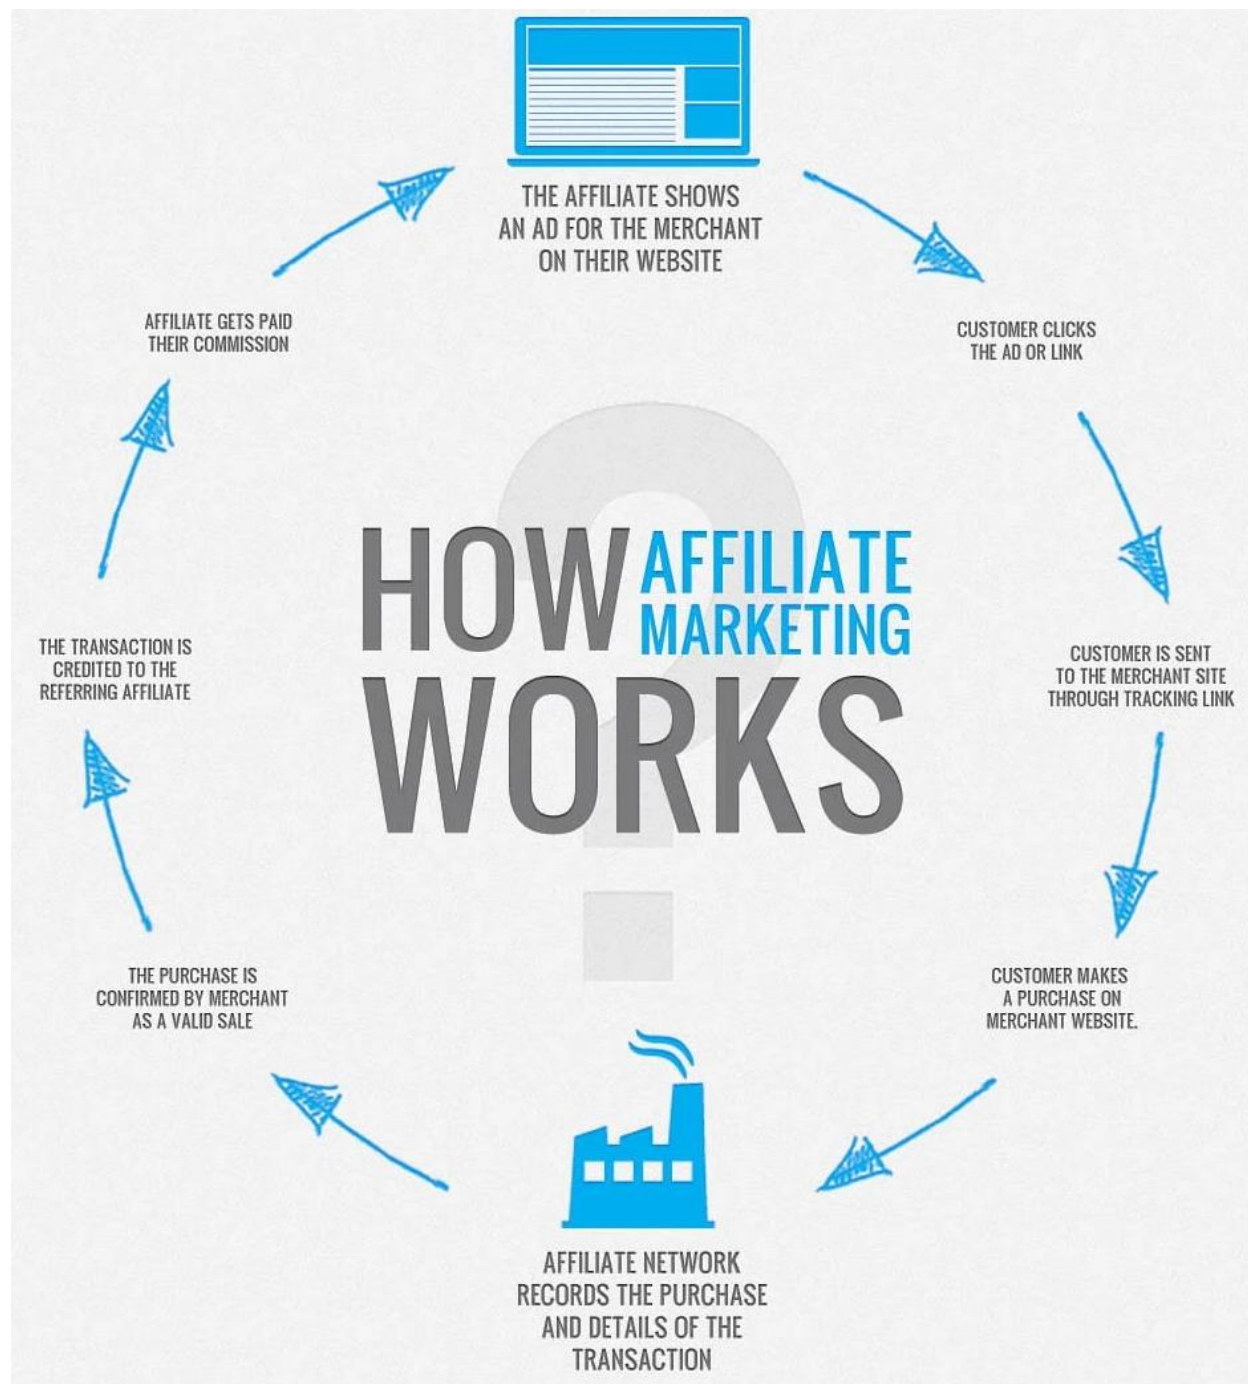 THE AFFILIATE SHOWS
AN AD FOR THE MERCHANT
ON THEIR WEBSITE
CUSTOMER CLICKS
THE AD OR LINK
CUSTOMER IS SENT
TO THE MERCHANT SITE
THROUGH TRACKING LINK
CUSTOMER MAKES
A PURCHASE ON
MERCHANT WEBSITE.
AFFILIATE NETWORK
RECORDS THE PURCHASE
AND DETAILS OF THE
TRANSACTION
THE PURCHASE IS
CONFIRMED BY MERCHANT
AS A VALID SALE
THE TRANSACTION IS
CREDITED TO THE
REFERRING AFFILIATE
AFFILIATE GETS PAID
THEIR COMMISSION
HOW AFFILIATE
MARKETING
WORKS
?